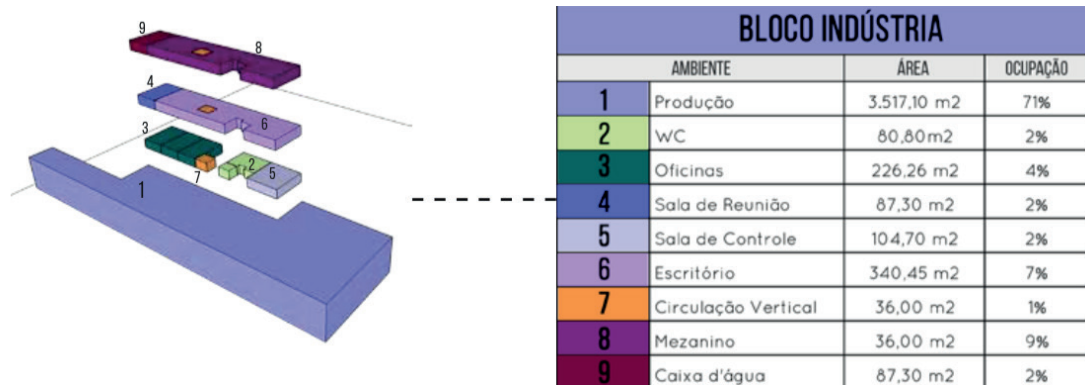 9
8
4
6
3
2
5
7
1
BLOCO INDÚSTRIA
AMBIENTE ÁREA OCUPAÇÃO
1 Produção 3.517,10 m2 71%
2 WC 80,80m2 2%
3 Oficinas 226,26 m2 4%
4 Sala de Reunião 87,30 m2 2%
5 Sala de Controle 104,70 m2 2%
6 Escritório 340,45 m2 7%
7 Circulação Vertical 36,00 m2 1%
8 Mezanino 36,00 m2 9%
9 Caixa d'água 87,30 m2 2%